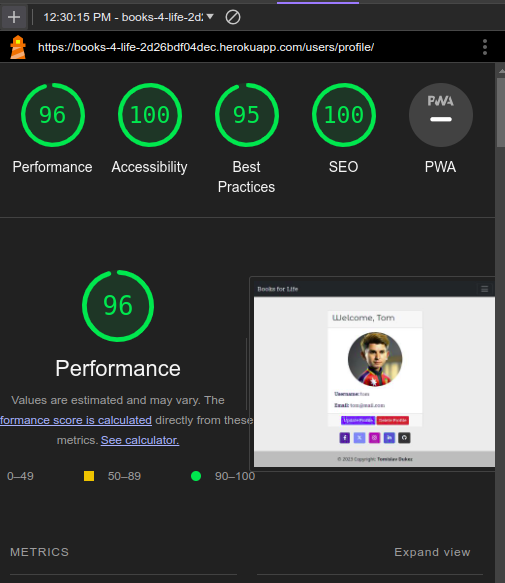 12:30:15 PM - books-4-life-2d2
https://books-4-life-2d26bdf04dec.herokuapp.com/users/profile/
96
100
95
100
PWA
Performance
Accessibility
Best
Practices
SEO
PWA
96
Performance
Values are estimated and may vary. The
formance score is calculated directly from these
metrics. See calculator.
0–49
50–89
90–100
Books for Life
Welcome, Tom
Username:tom
Email: tom@mail.com
Update Profile
Delete Profile
© 2023 Copyright: Tomislav Dukez
METRICS
Expand view